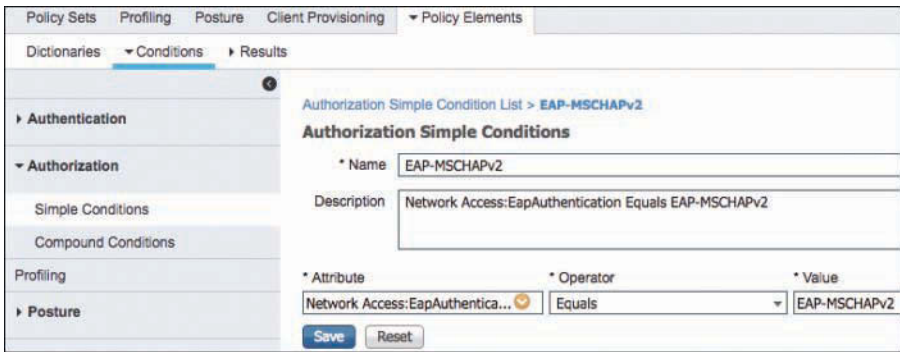 Policy Sets Profiling Posture Client Provisioning Policy Elements
Dictionaries Conditions Results
Authentication
Authorization
Simple Conditions
Compound Conditions
Profiling
Posture
Authorization Simple Condition List > EAP-MSCHAPv2
Authorization Simple Conditions
* Name EAP-MSCHAPv2
Description Network Access:EapAuthentication Equals EAP-MSCHAPv2
* Attribute * Operator * Value
Network Access:EapAuthentica... Equals EAP-MSCHAPv2
Save Reset